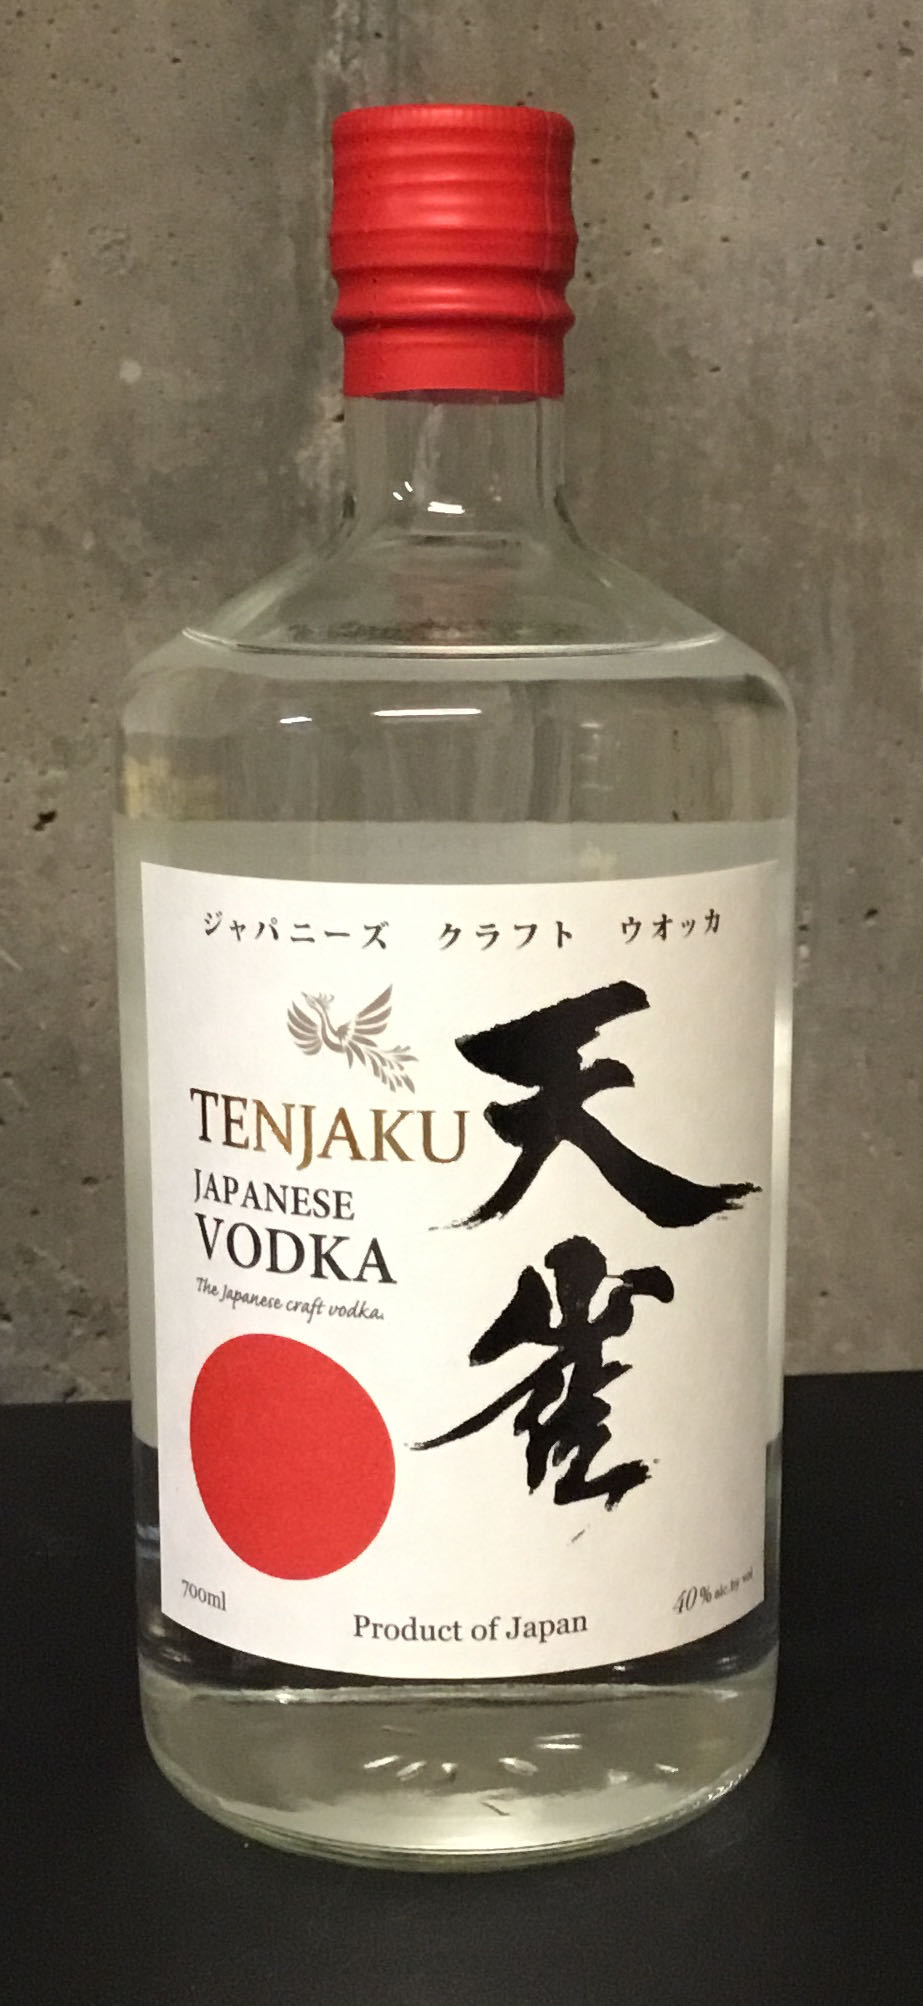 ジャパニーズ クラフト ウオッカ
天雀
TENJAKU
JAPANESE
VODKA
The Japanese craft vodka.
700ml
Product of Japan
40% alc.by vol